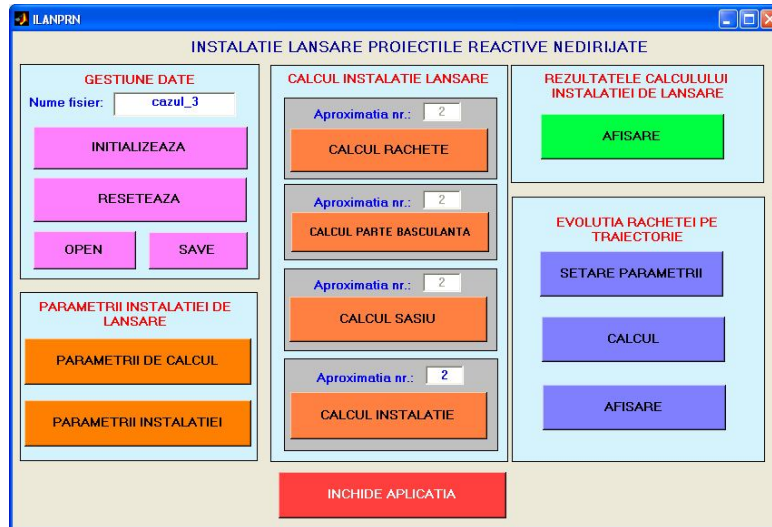 ILANPRN
INSTALATIE LANSARE PROIECTILE REACTIVE NEDIRIJATE
GESTIUNE DATE
Nume fisier: cazul_3
INITIALIZEAZA
RESETEAZA
OPEN SAVE
PARAMETRII INSTALATIEI DE
LANSARE
PARAMETRII DE CALCUL
PARAMETRII INSTALATIEI
CALCUL INSTALATIE LANSARE
Aproximatia nr.: 2
CALCUL RACHETE
Aproximatia nr.: 2
CALCUL PARTE BASCULANTA
Aproximatia nr.: 2
CALCUL SASIU
Aproximatia nr.: 2
CALCUL INSTALATIE
REZULTATELE CALCULULUI
INSTALATIEI DE LANSARE
AFISARE
EVOLUTIA RACHETEI PE
TRAIECTORIE
SETARE PARAMETRII
CALCUL
AFISARE
INCHIDE APLICATIA